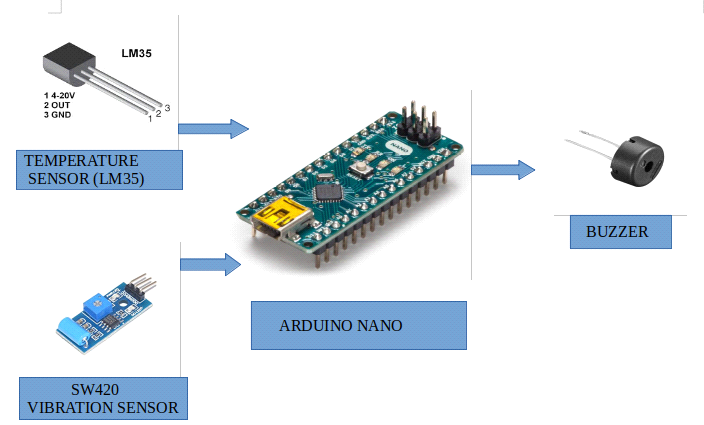 LM35
1 4-20V
2 OUT
3 GND
1 2 3
TEMPERATURE
SENSOR (LM35)
NANO
ARDUINO NANO
BUZZER
SW420
VIBRATION SENSOR